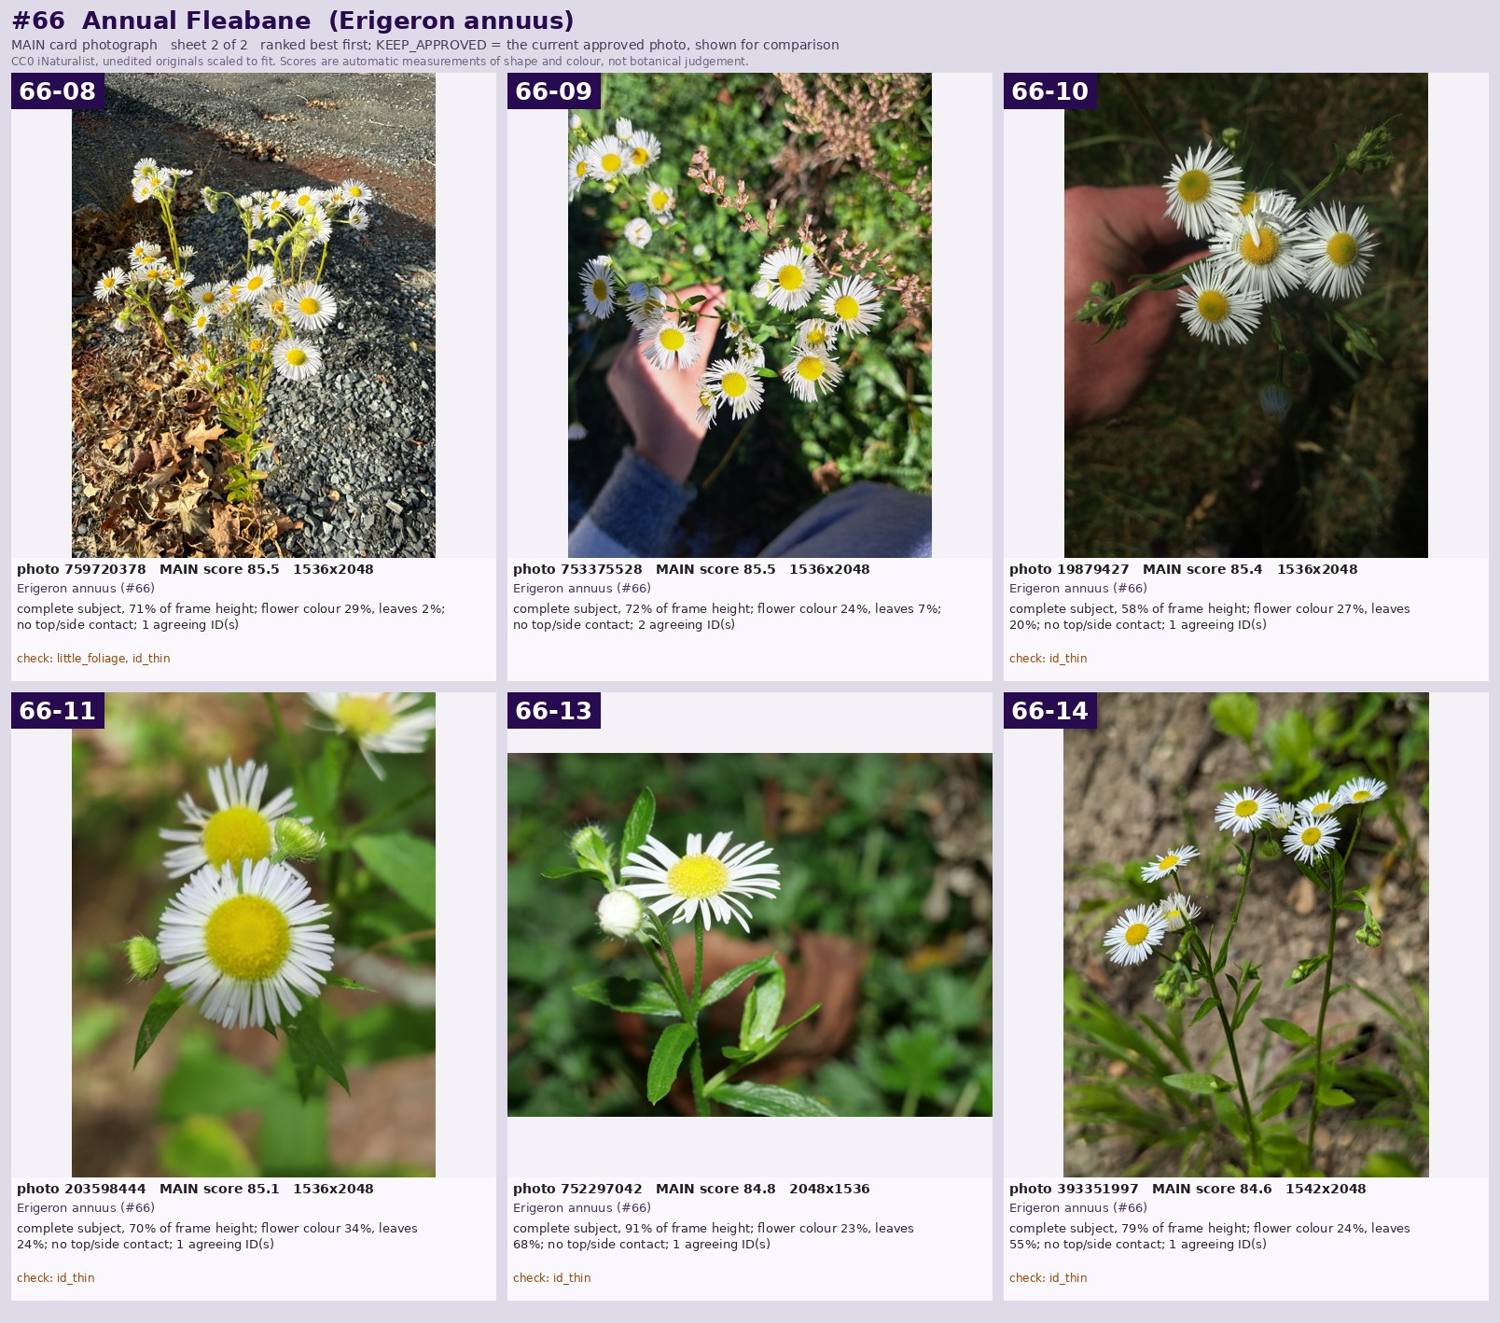 #66 Annual Fleabane (Erigeron annuus)
MAIN card photograph sheet 2 of 2 ranked best first; KEEP_APPROVED = the current approved photo, shown for comparison
CC0 iNaturalist, unedited originals scaled to fit. Scores are automatic measurements of shape and colour, not botanical judgement.
66-08
photo 759720378 MAIN score 85.5 1536x2048
Erigeron annuus (#66)
complete subject, 71% of frame height; flower colour 29%, leaves 2%;
no top/side contact; 1 agreeing ID(s)
check: little_foliage, id_thin
66-09
photo 753375528 MAIN score 85.5 1536x2048
Erigeron annuus (#66)
complete subject, 72% of frame height; flower colour 24%, leaves 7%;
no top/side contact; 2 agreeing ID(s)
66-10
photo 19879427 MAIN score 85.4 1536x2048
Erigeron annuus (#66)
complete subject, 58% of frame height; flower colour 27%, leaves
20%; no top/side contact; 1 agreeing ID(s)
check: id_thin
66-11
photo 203598444 MAIN score 85.1 1536x2048
Erigeron annuus (#66)
complete subject, 70% of frame height; flower colour 34%, leaves
24%; no top/side contact; 1 agreeing ID(s)
check: id_thin
66-13
photo 752297042 MAIN score 84.8 2048x1536
Erigeron annuus (#66)
complete subject, 91% of frame height; flower colour 23%, leaves
68%; no top/side contact; 1 agreeing ID(s)
check: id_thin
66-14
photo 393351997 MAIN score 84.6 1542x2048
Erigeron annuus (#66)
complete subject, 79% of frame height; flower colour 24%, leaves
55%; no top/side contact; 1 agreeing ID(s)
check: id_thin